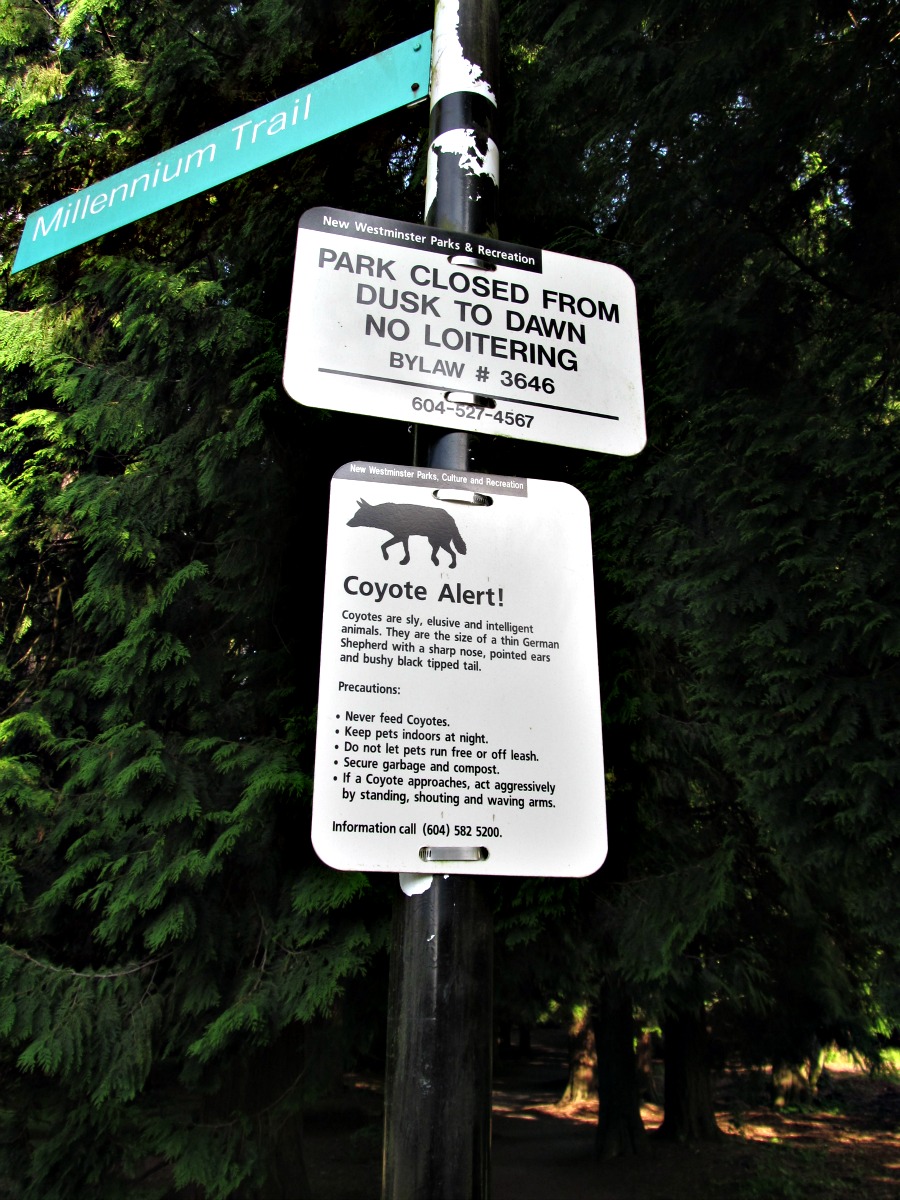 Millennium Trail
New Westminster Parks & Recreation
PARK CLOSED FROM
DUSK TO DAWN
NO LOITERING
BYLAW # 3646
604-527-4567
New Westminster Parks, Culture and Recreation
Coyote Alert!
Coyotes are sly, elusive and intelligent
animals. They are the size of a thin German
Shepherd with a sharp nose, pointed ears
and bushy black tipped tail.
Precautions:
• Never feed Coyotes.
• Keep pets indoors at night.
• Do not let pets run free or off leash.
• Secure garbage and compost.
• If a Coyote approaches, act aggressively
by standing, shouting and waving arms.
Information call (604) 582 5200.